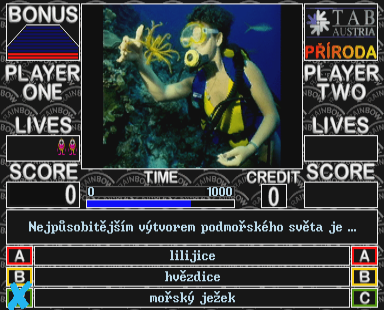 BONUS
TAB
AUSTRIA
PŘÍRODA
PLAYER
ONE
PLAYER
TWO
LIVES
LIVES
SCORE
0
SCORE
TIME
0 1000
CREDIT
0
Nejpůsobitějším výtvorem podmořského světa je …
A lilijice A
B hvězdice B
mořský ježek C